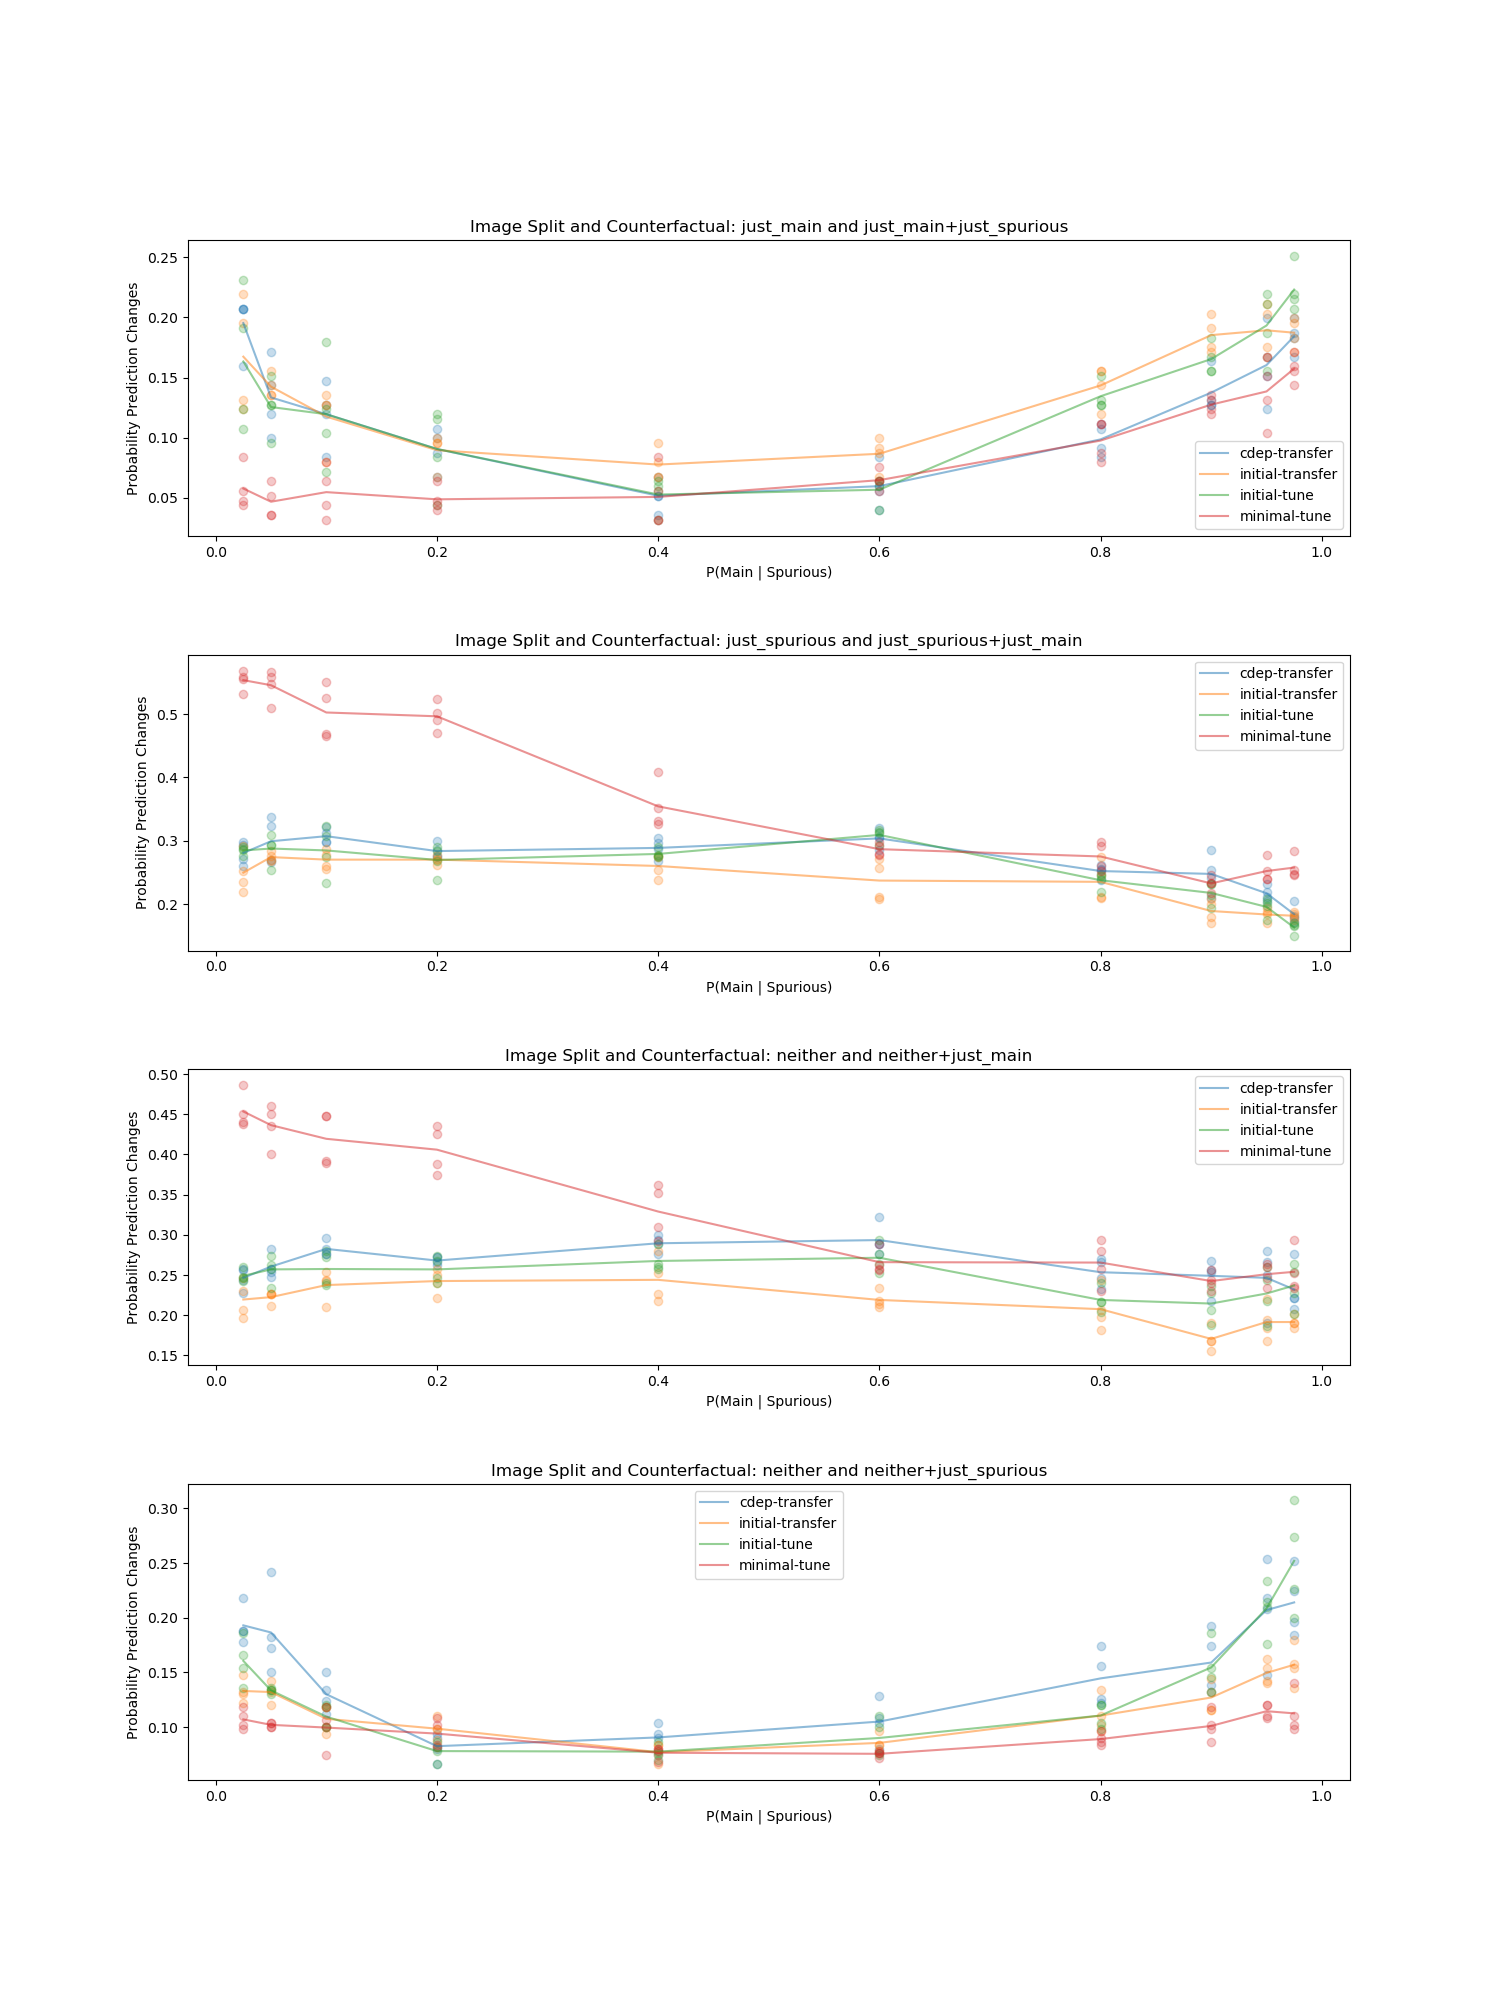 Image Split and Counterfactual: just_main and just_main+just_spurious
Probability Prediction Changes
0.25
0.20
0.15
0.10
0.05
cdep-transfer
initial-transfer
initial-tune
minimal-tune
0.0 0.2 0.4 0.6 0.8 1.0
P(Main | Spurious)
Image Split and Counterfactual: just_spurious and just_spurious+just_main
Probability Prediction Changes
0.5
0.4
0.3
0.2
cdep-transfer
initial-transfer
initial-tune
minimal-tune
0.0 0.2 0.4 0.6 0.8 1.0
P(Main | Spurious)
Image Split and Counterfactual: neither and neither+just_main
Probability Prediction Changes
0.50
0.45
0.40
0.35
0.30
0.25
0.20
0.15
cdep-transfer
initial-transfer
initial-tune
minimal-tune
0.0 0.2 0.4 0.6 0.8 1.0
P(Main | Spurious)
Image Split and Counterfactual: neither and neither+just_spurious
Probability Prediction Changes
0.30
0.25
0.20
0.15
0.10
cdep-transfer
initial-transfer
initial-tune
minimal-tune
0.0 0.2 0.4 0.6 0.8 1.0
P(Main | Spurious)